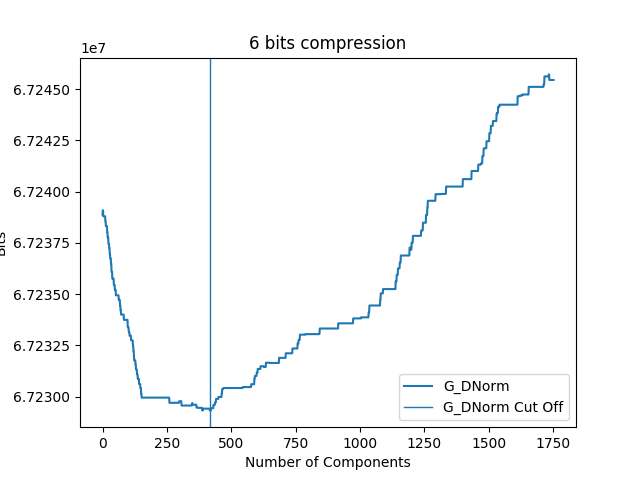 6 bits compression
1e7
6.72450
6.72425
6.72400
6.72375
6.72350
6.72325
6.72300
Bits
0 250 500 750 1000 1250 1500 1750
Number of Components
G_DNorm
G_DNorm Cut Off